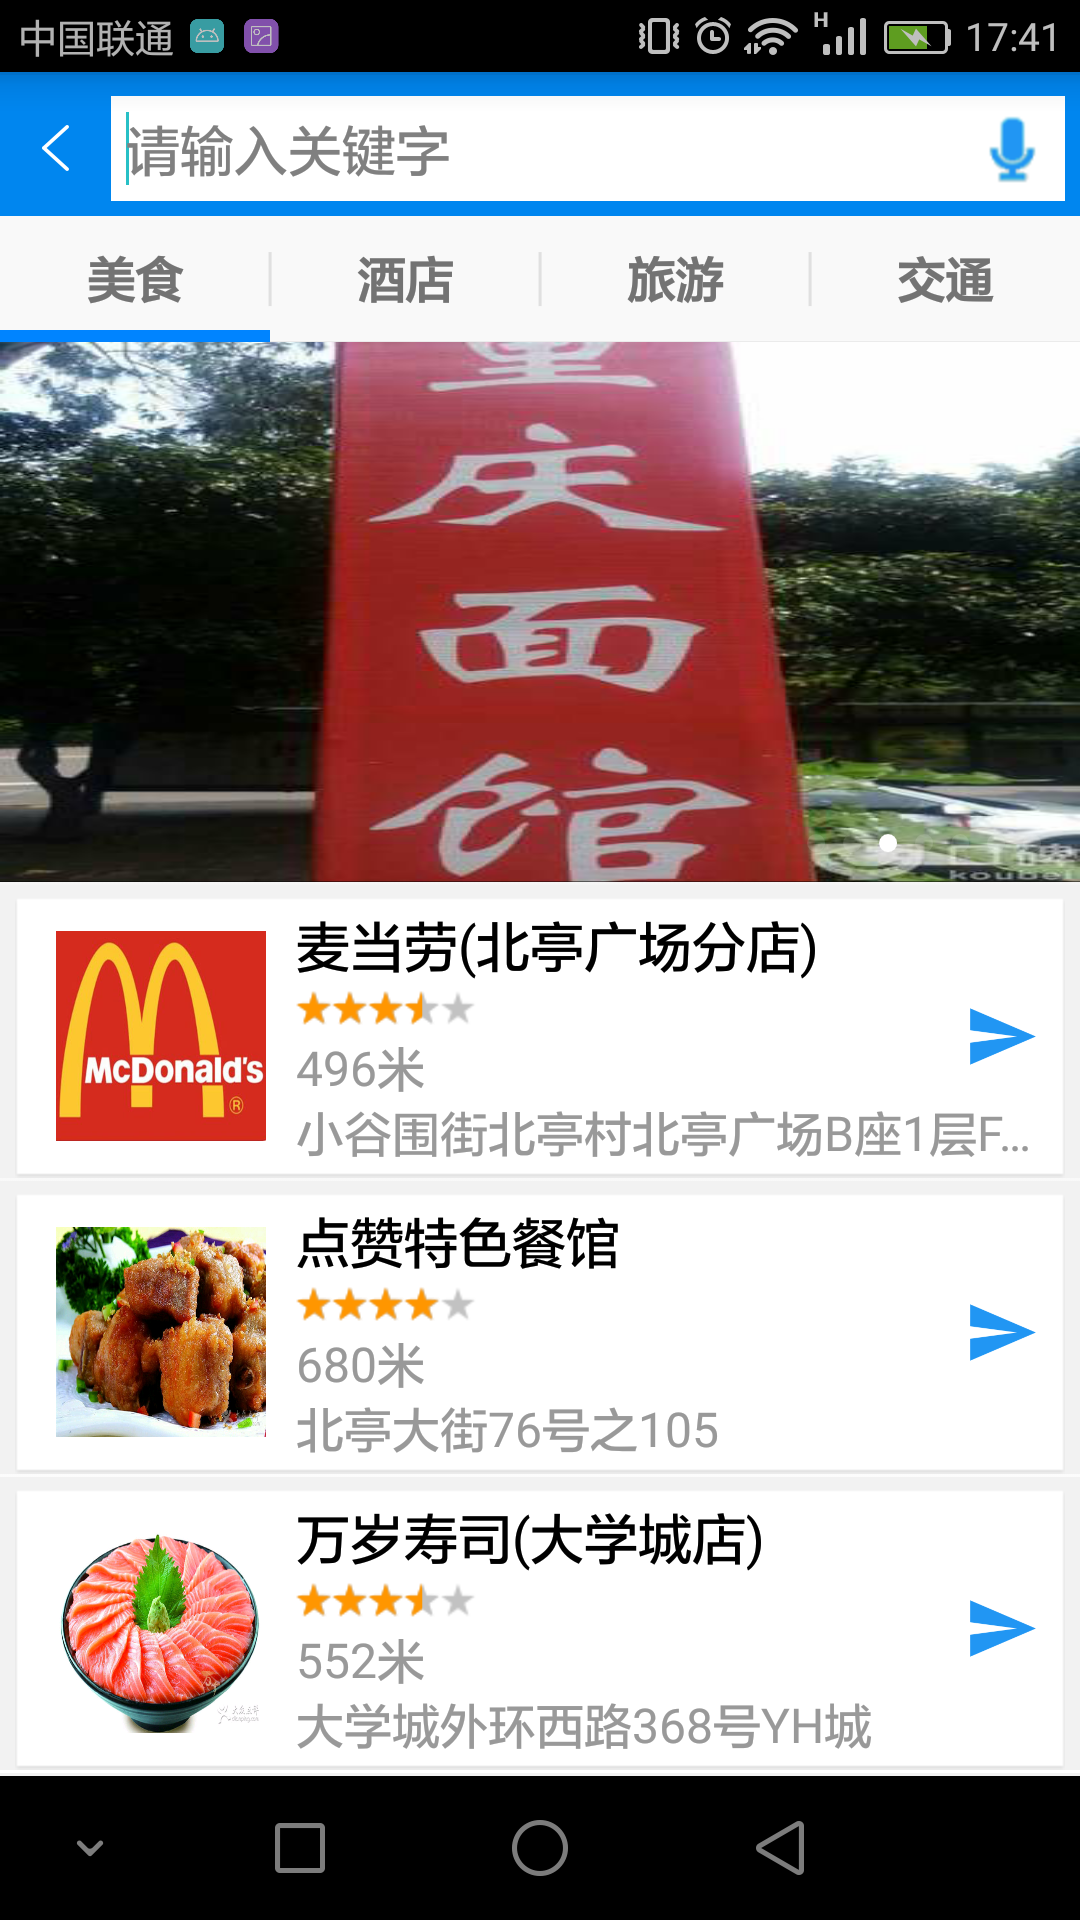 中国联通
H
17:41
请输入关键字
美食 酒店 旅游 交通
重
庆
面
馆
口碑
koubei
麦当劳(北亭广场分店)
McDonald's
®
496米
小谷围街北亭村北亭广场B座1层F...
点赞特色餐馆
680米
北亭大街76号之105
万岁寿司(大学城店)
552米
大学城外环西路368号YH城